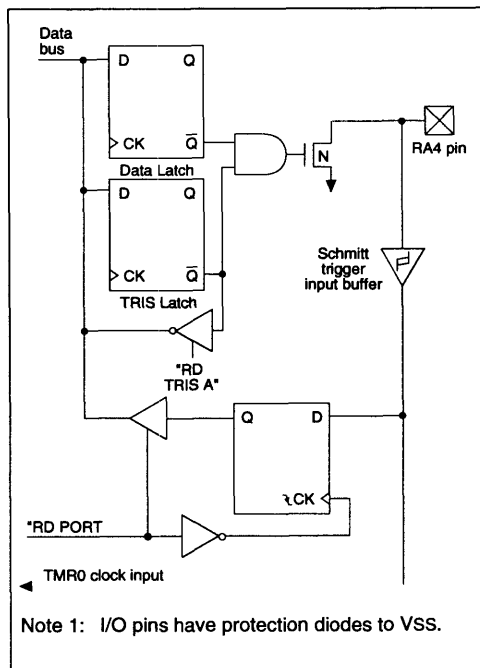 Data
bus
D Q
CK Q
Data Latch
N
RA4 pin
D Q
CK Q
TRIS Latch
Schmitt
trigger
input buffer
"RD
TRIS A"
Q D
CK
"RD PORT
TMR0 clock input
Note 1: I/O pins have protection diodes to VSS.